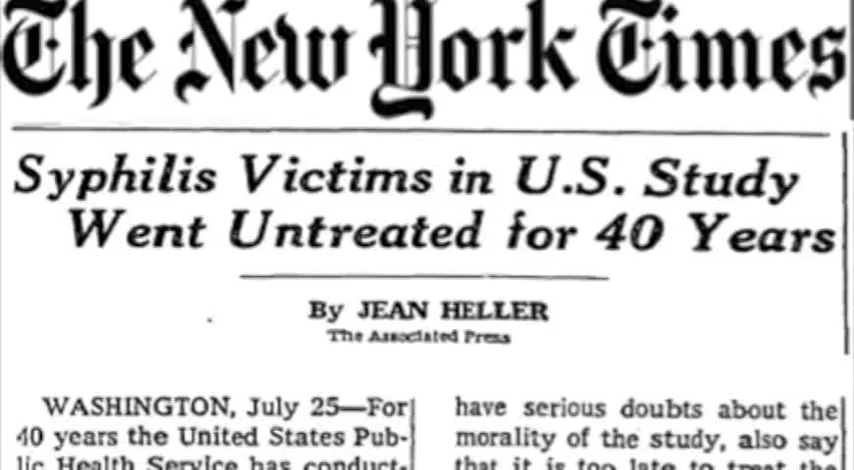 The New York Times
Syphilis Victims in U.S. Study
Went Untreated for 40 Years
By JEAN HELLER
The Associated Press
WASHINGTON, July 25—For
40 years the United States Pub-
lic Health Service has conduct-
have serious doubts about the
morality of the study, also say
that it is too late to treat the